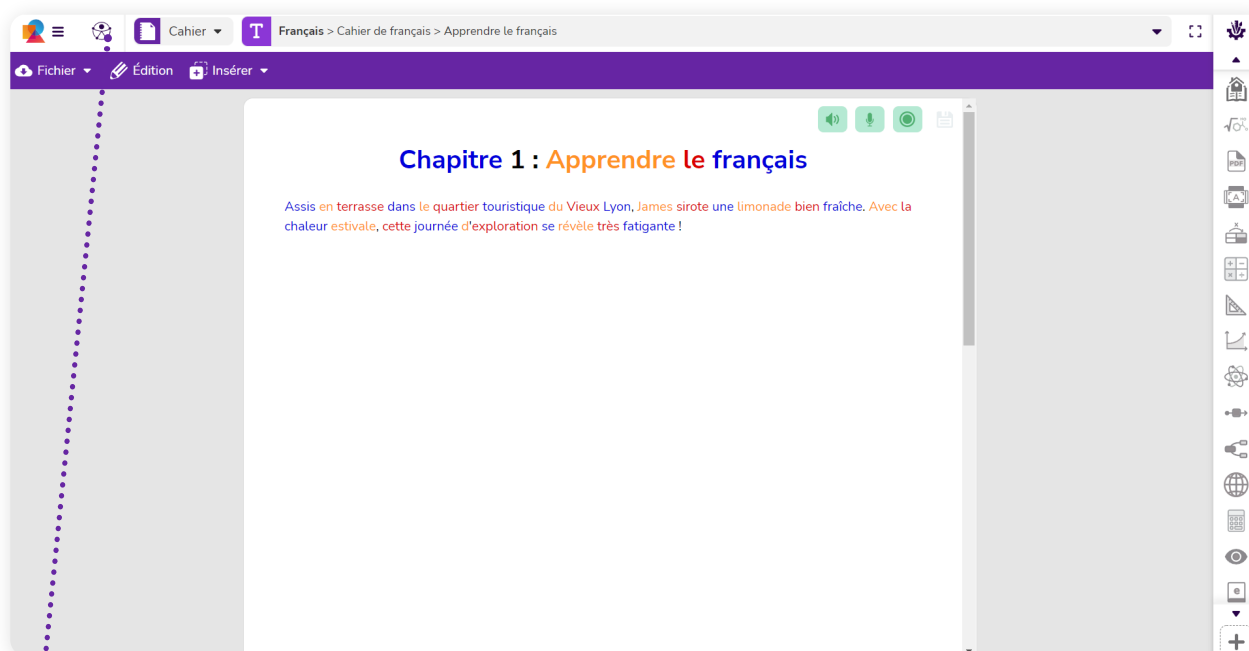 Cahier
T
Français > Cahier de français > Apprendre le français
Fichier
Édition
Insérer
Chapitre 1 : Apprendre le français
Assis en terrasse dans le quartier touristique du Vieux Lyon, James sirote une limonade bien fraîche. Avec la
chaleur estivale, cette journée d'exploration se révèle très fatigante !
PDF
A
e